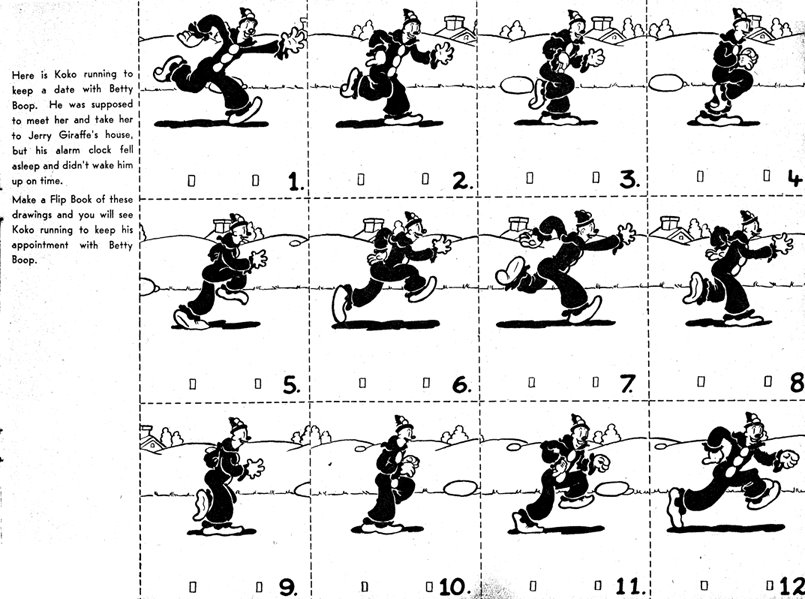 Here is Koko running to
keep a date with Betty
Boop. He was supposed
to meet her and take her
to Jerry Giraffe's house,
but his alarm clock fell
asleep and didn't wake him
up on time.
Make a Flip Book of these
drawings and you will see
Koko running to keep his
appointment with Betty
Boop.
1.
2.
3.
4
5.
6.
7.
8
9.
10.
11.
12